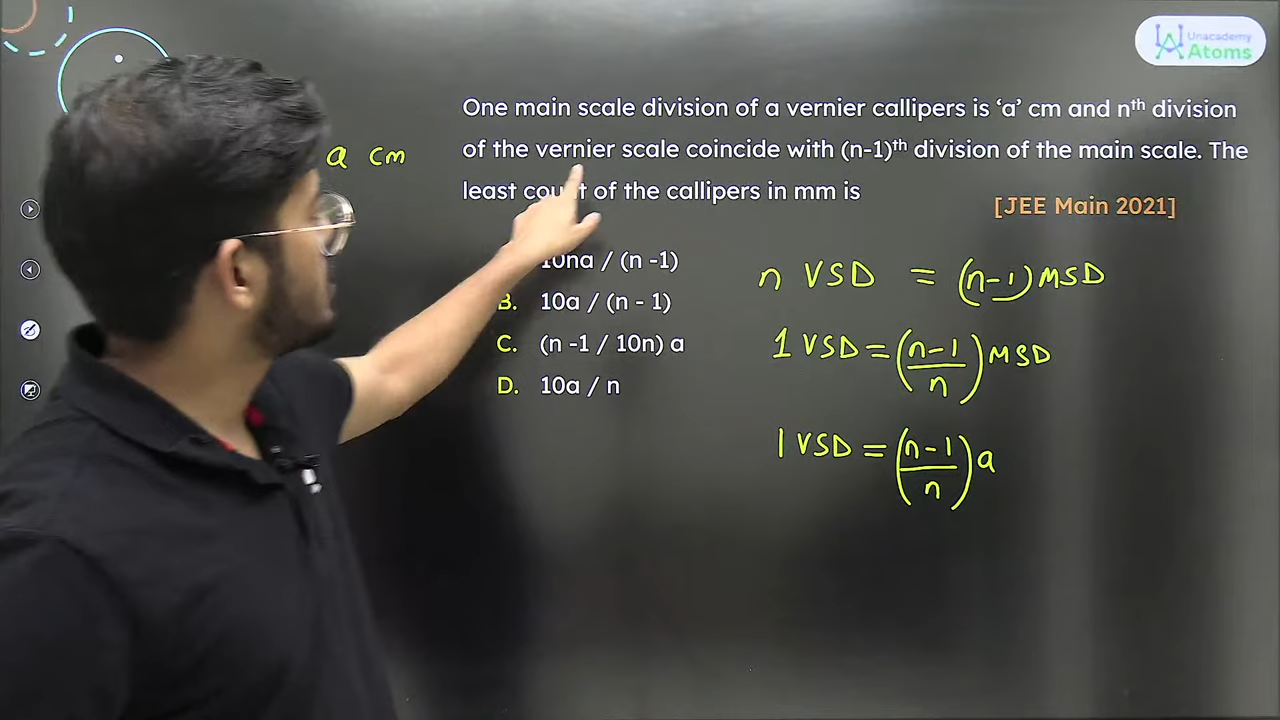 Unacademy
Atoms
One main scale division of a vernier callipers is ‘a’ cm and nᵗʰ division
of the vernier scale coincide with (n-1)ᵗʰ division of the main scale. The
least count of the callipers in mm is
[JEE Main 2021]
a cm
10na / (n -1)
B. 10a / (n - 1)
C. (n -1 / 10n) a
D. 10a / n
n VSD = (n-1) MSD
1 VSD = (n-1/n) MSD
1 VSD = (n-1/n) a